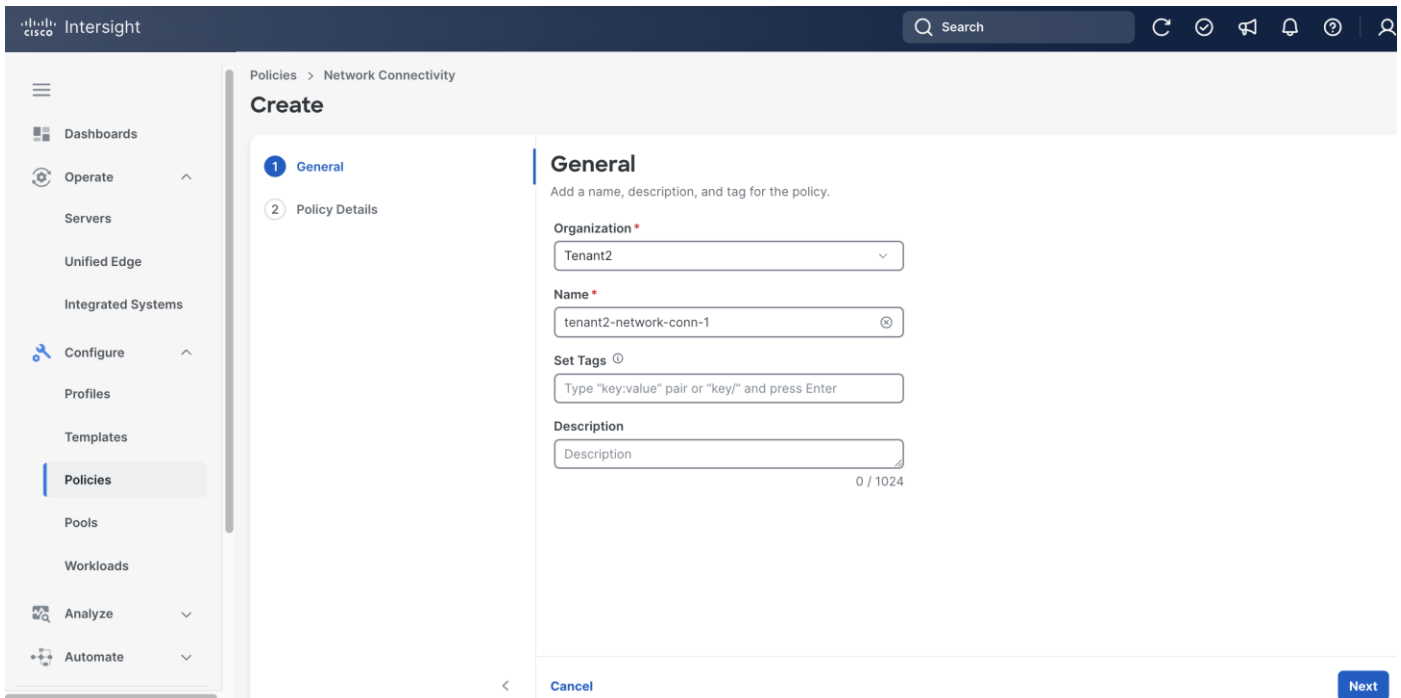 CISCO Intersight
Search
Policies > Network Connectivity
Create
Dashboards
Operate
Servers
Unified Edge
Integrated Systems
Configure
Profiles
Templates
Policies
Pools
Workloads
Analyze
Automate
1 General
2 Policy Details
General
Add a name, description, and tag for the policy.
Organization *
Tenant2
Name *
tenant2-network-conn-1
Set Tags
Type "key:value" pair or "key/" and press Enter
Description
Description
0 / 1024
Cancel
Next